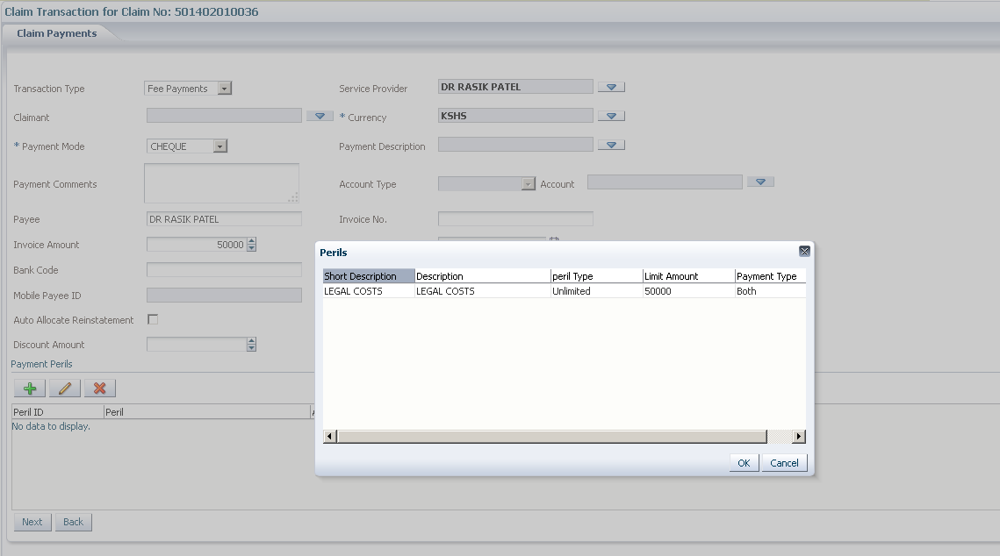 Claim Transaction for Claim No: 501402010036
Claim Payments
Transaction Type Fee Payments Service Provider DR RASIK PATEL
Claimant * Currency KSHS
* Payment Mode CHEQUE Payment Description
Payment Comments Account Type Account
Payee DR RASIK PATEL Invoice No.
Invoice Amount 50000
Bank Code
Mobile Payee ID
Auto Allocate Reinstatement
Discount Amount
Payment Perils
Peril ID Peril
No data to display.
Next Back
Perils
Short Description Description peril Type Limit Amount Payment Type
LEGAL COSTS LEGAL COSTS Unlimited 50000 Both
OK Cancel